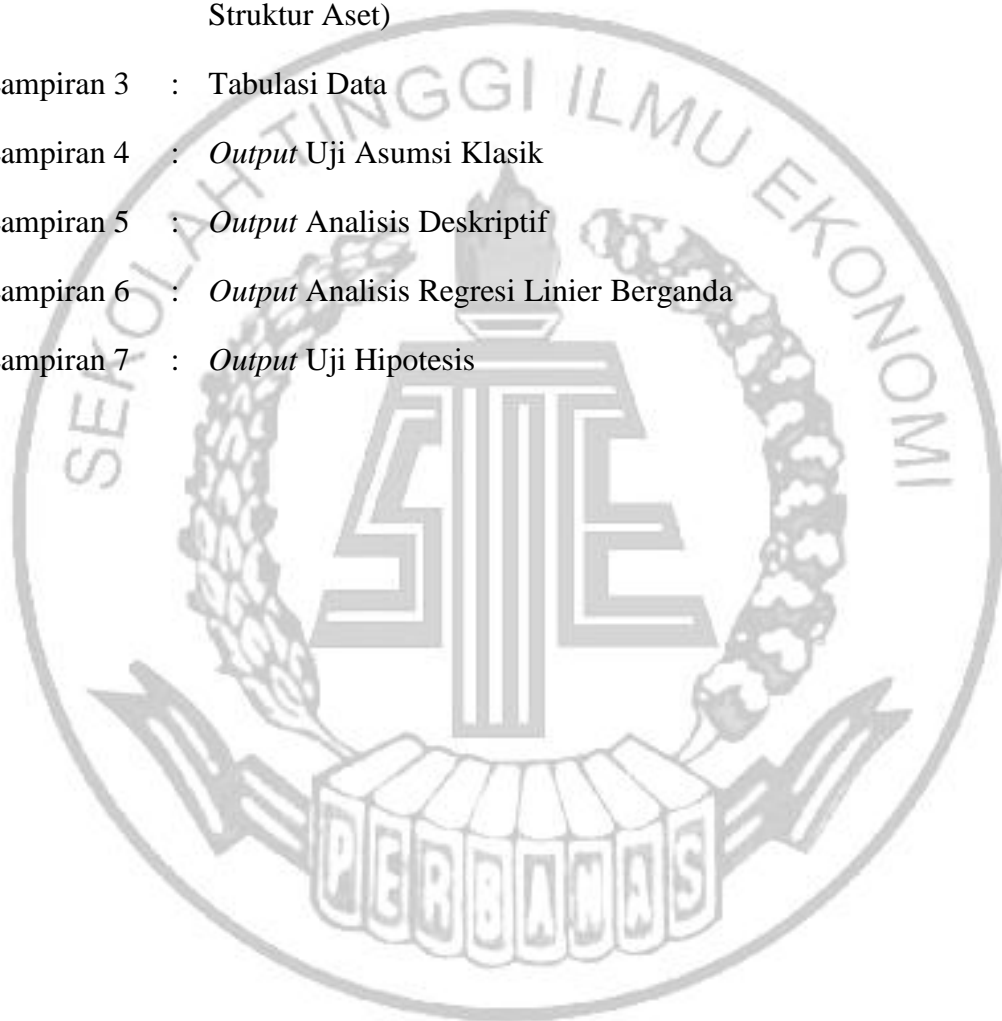 Struktur Aset)
ampiran 3 : Tabulasi Data
ampiran 4 : Output Uji Asumsi Klasik
ampiran 5 : Output Analisis Deskriptif
ampiran 6 : Output Analisis Regresi Linier Berganda
ampiran 7 : Output Uji Hipotesis
SEKOLAH TINGGI ILMU EKONOMI
STIE
PERBANAS